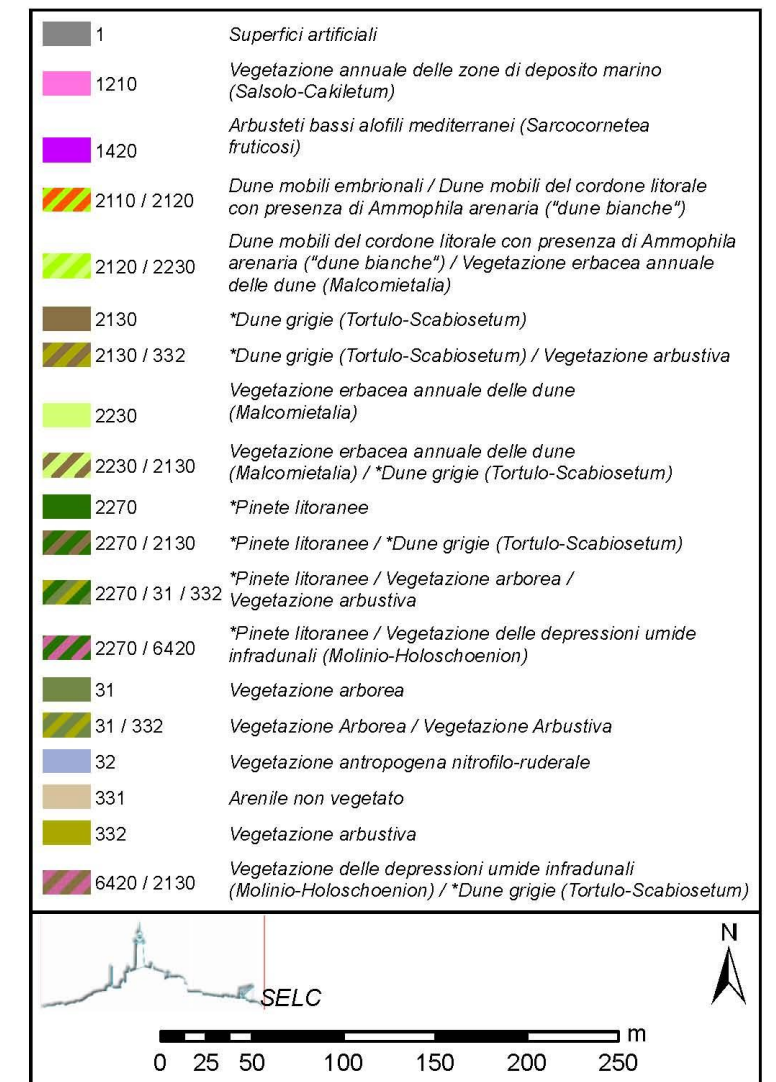 1 Superfici artificiali
1210 Vegetazione annuale delle zone di deposito marino
(Salsolo-Cakiletum)
1420 Arbusteti bassi alofili mediterranei (Sarcocornetea
fruticosi)
2110 / 2120 Dune mobili embrionali / Dune mobili del cordone litorale
con presenza di Ammophila arenaria ("dune bianche")
2120 / 2230 Dune mobili del cordone litorale con presenza di Ammophila
arenaria ("dune bianche") / Vegetazione erbacea annuale
delle dune (Malcomietalia)
2130 *Dune grigie (Tortulo-Scabiosetum)
2130 / 332 *Dune grigie (Tortulo-Scabiosetum) / Vegetazione arbustiva
2230 Vegetazione erbacea annuale delle dune
(Malcomietalia)
2230 / 2130 Vegetazione erbacea annuale delle dune
(Malcomietalia) / *Dune grigie (Tortulo-Scabiosetum)
2270 *Pinete litoranee
2270 / 2130 *Pinete litoranee / *Dune grigie (Tortulo-Scabiosetum)
2270 / 31 / 332 *Pinete litoranee / Vegetazione arborea /
Vegetazione arbustiva
2270 / 6420 *Pinete litoranee / Vegetazione delle depressioni umide
infradunali (Molinio-Holoschoenion)
31 Vegetazione arborea
31 / 332 Vegetazione Arborea / Vegetazione Arbustiva
32 Vegetazione antropogena nitrofilo-ruderale
331 Arenile non vegetato
332 Vegetazione arbustiva
6420 / 2130 Vegetazione delle depressioni umide infradunali
(Molinio-Holoschoenion) / *Dune grigie (Tortulo-Scabiosetum)
N
SELC
m
0 25 50 100 150 200 250